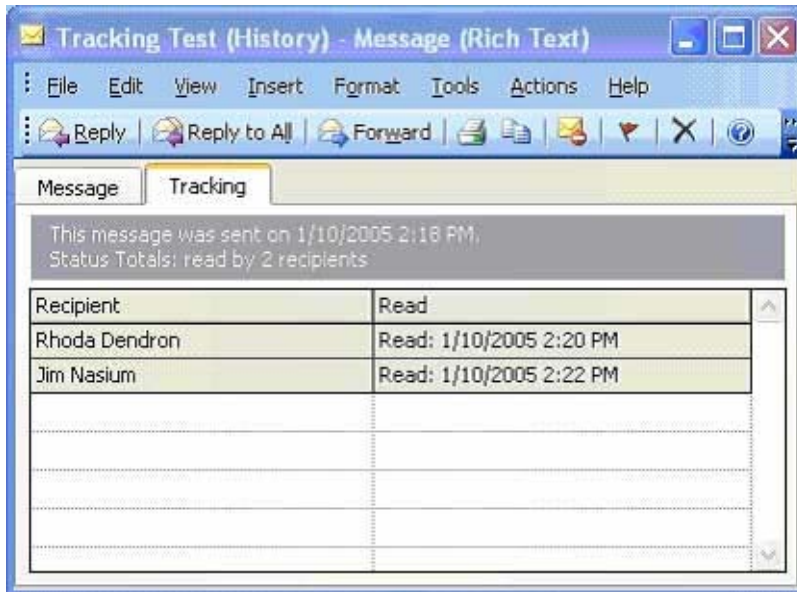 Tracking Test (History) - Message (Rich Text)
File Edit View Insert Format Tools Actions Help
Reply Reply to All Forward
Message Tracking
This message was sent on 1/10/2005 2:18 PM.
Status Totals: read by 2 recipients
Recipient Read
Rhoda Dendron Read: 1/10/2005 2:20 PM
Jim Nasium Read: 1/10/2005 2:22 PM